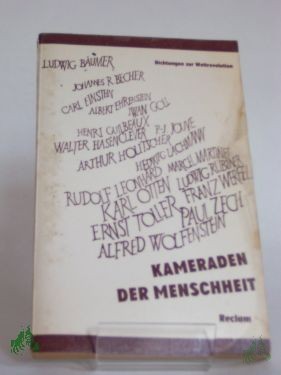 Dichtungen zur Weltrevolution
LUDWIG BÄUMER
JOHANNES R. BECHER
CARL EINSTEIN
ALBERT EHRENSTEIN
IWAN GOLL
HENRI GUILBEAUX
WALTER HASENCLEVER P-J JOUVE
ARTHUR HOLITSCHER
HEDWIG LACHMANN
MARCEL MARTINET
RUDOLF LEONHARD
LUDWIG RUBINER
KARL OTTEN
FRANZ WERFEL
ERNST TOLLER
PAUL ZECH
ALFRED WOLFENSTEIN
KAMERADEN
DER MENSCHHEIT
Reclam